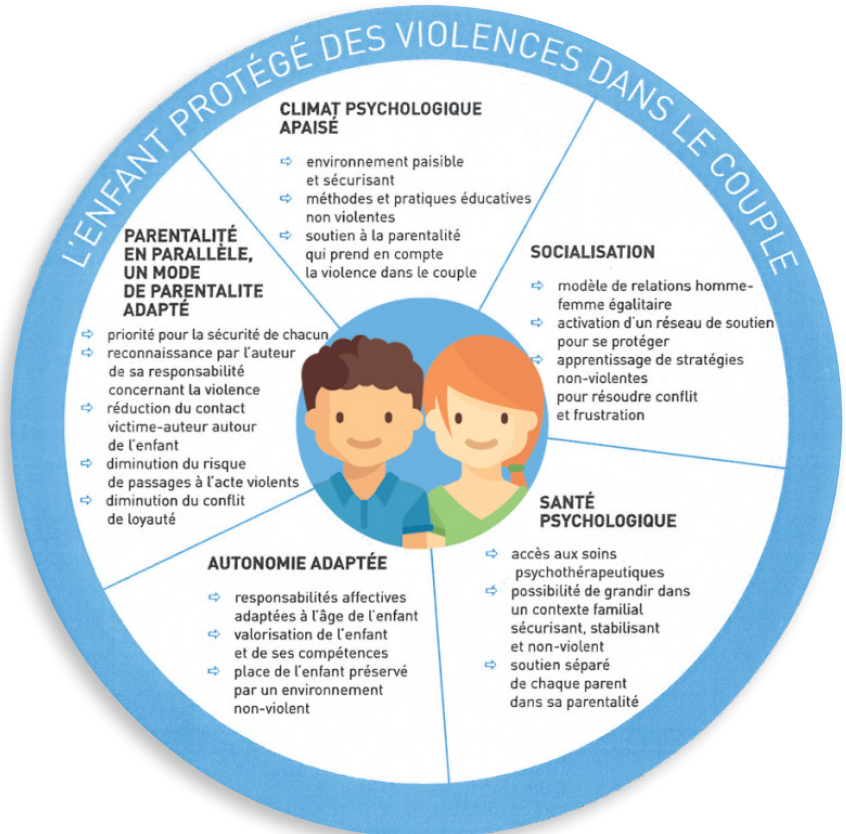 L'ENFANT PROTÉGÉ DES VIOLENCES DANS LE COUPLE
CLIMAT PSYCHOLOGIQUE
APAISÉ
⇨ environnement paisible
et sécurisant
⇨ méthodes et pratiques éducatives
non violentes
⇨ soutien à la parentalité
qui prend en compte
la violence dans le couple
SOCIALISATION
⇨ modèle de relations homme-
femme égalitaire
⇨ activation d'un réseau de soutien
pour se protéger
⇨ apprentissage de stratégies
non-violentes
pour résoudre conflit
et frustration
SANTÉ
PSYCHOLOGIQUE
⇨ accès aux soins
psychothérapeutiques
⇨ possibilité de grandir dans
un contexte familial
sécurisant, stabilisant
et non-violent
⇨ soutien séparé
de chaque parent
dans sa parentalité
AUTONOMIE ADAPTÉE
⇨ responsabilités affectives
adaptées à l'âge de l'enfant
⇨ valorisation de l'enfant
et de ses compétences
⇨ place de l'enfant préservé
par un environnement
non-violent
PARENTALITÉ
EN PARALLÈLE,
UN MODE
DE PARENTALITE
ADAPTÉ
⇨ priorité pour la sécurité de chacun
⇨ reconnaissance par l'auteur
de sa responsabilité
concernant la violence
⇨ réduction du contact
victime-auteur autour
de l'enfant
⇨ diminution du risque
de passages à l'acte violents
⇨ diminution du conflit
de loyauté